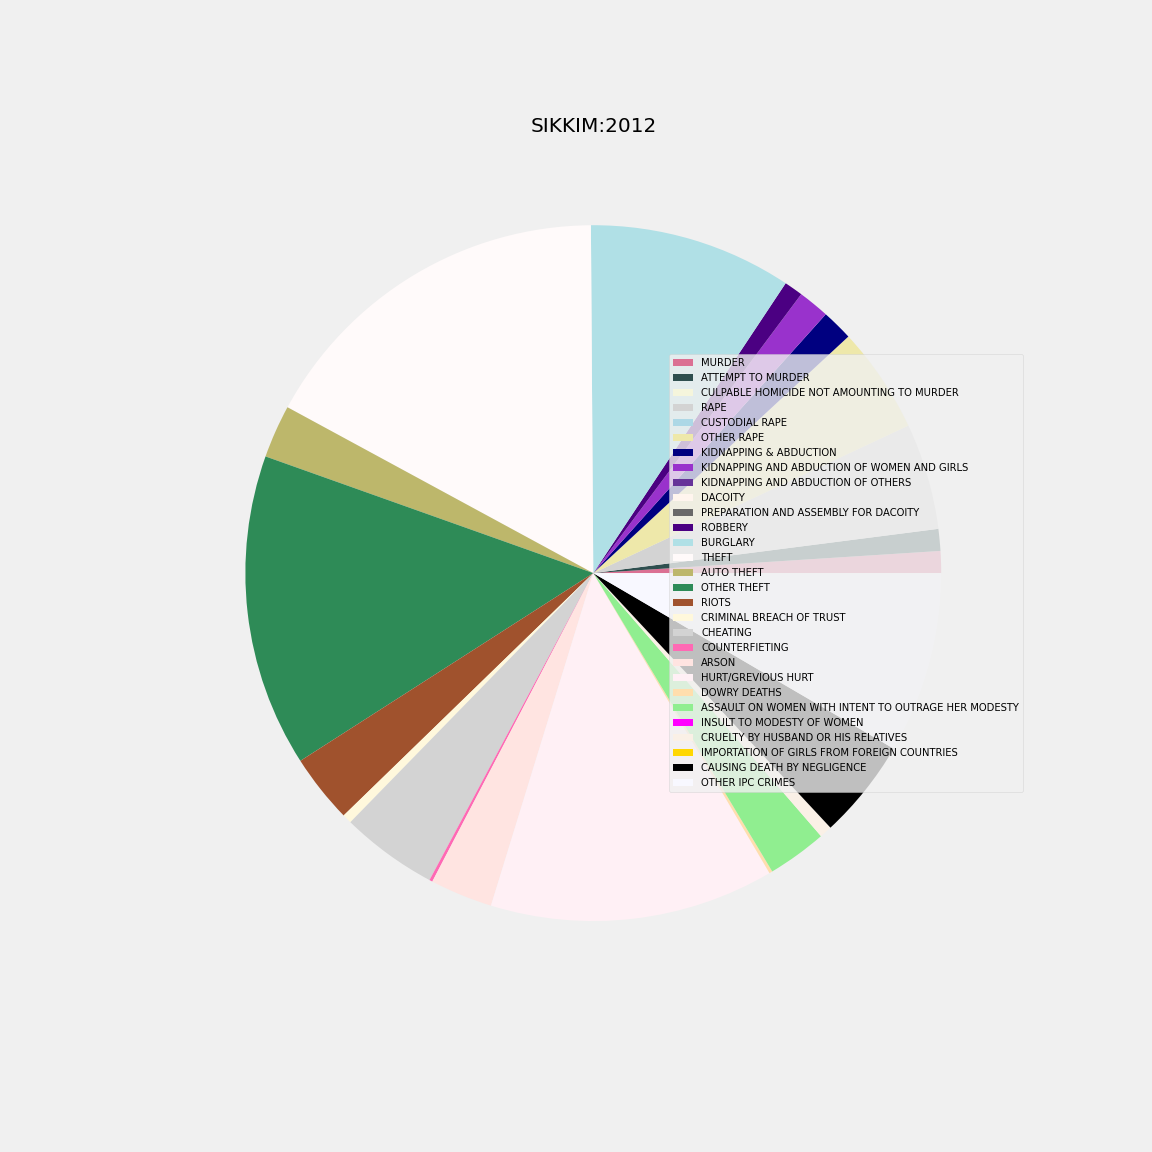 SIKKIM:2012
MURDER
ATTEMPT TO MURDER
CULPABLE HOMICIDE NOT AMOUNTING TO MURDER
RAPE
CUSTODIAL RAPE
OTHER RAPE
KIDNAPPING & ABDUCTION
KIDNAPPING AND ABDUCTION OF WOMEN AND GIRLS
KIDNAPPING AND ABDUCTION OF OTHERS
DACOITY
PREPARATION AND ASSEMBLY FOR DACOITY
ROBBERY
BURGLARY
THEFT
AUTO THEFT
OTHER THEFT
RIOTS
CRIMINAL BREACH OF TRUST
CHEATING
COUNTERFIETING
ARSON
HURT/GREVIOUS HURT
DOWRY DEATHS
ASSAULT ON WOMEN WITH INTENT TO OUTRAGE HER MODESTY
INSULT TO MODESTY OF WOMEN
CRUELTY BY HUSBAND OR HIS RELATIVES
IMPORTATION OF GIRLS FROM FOREIGN COUNTRIES
CAUSING DEATH BY NEGLIGENCE
OTHER IPC CRIMES